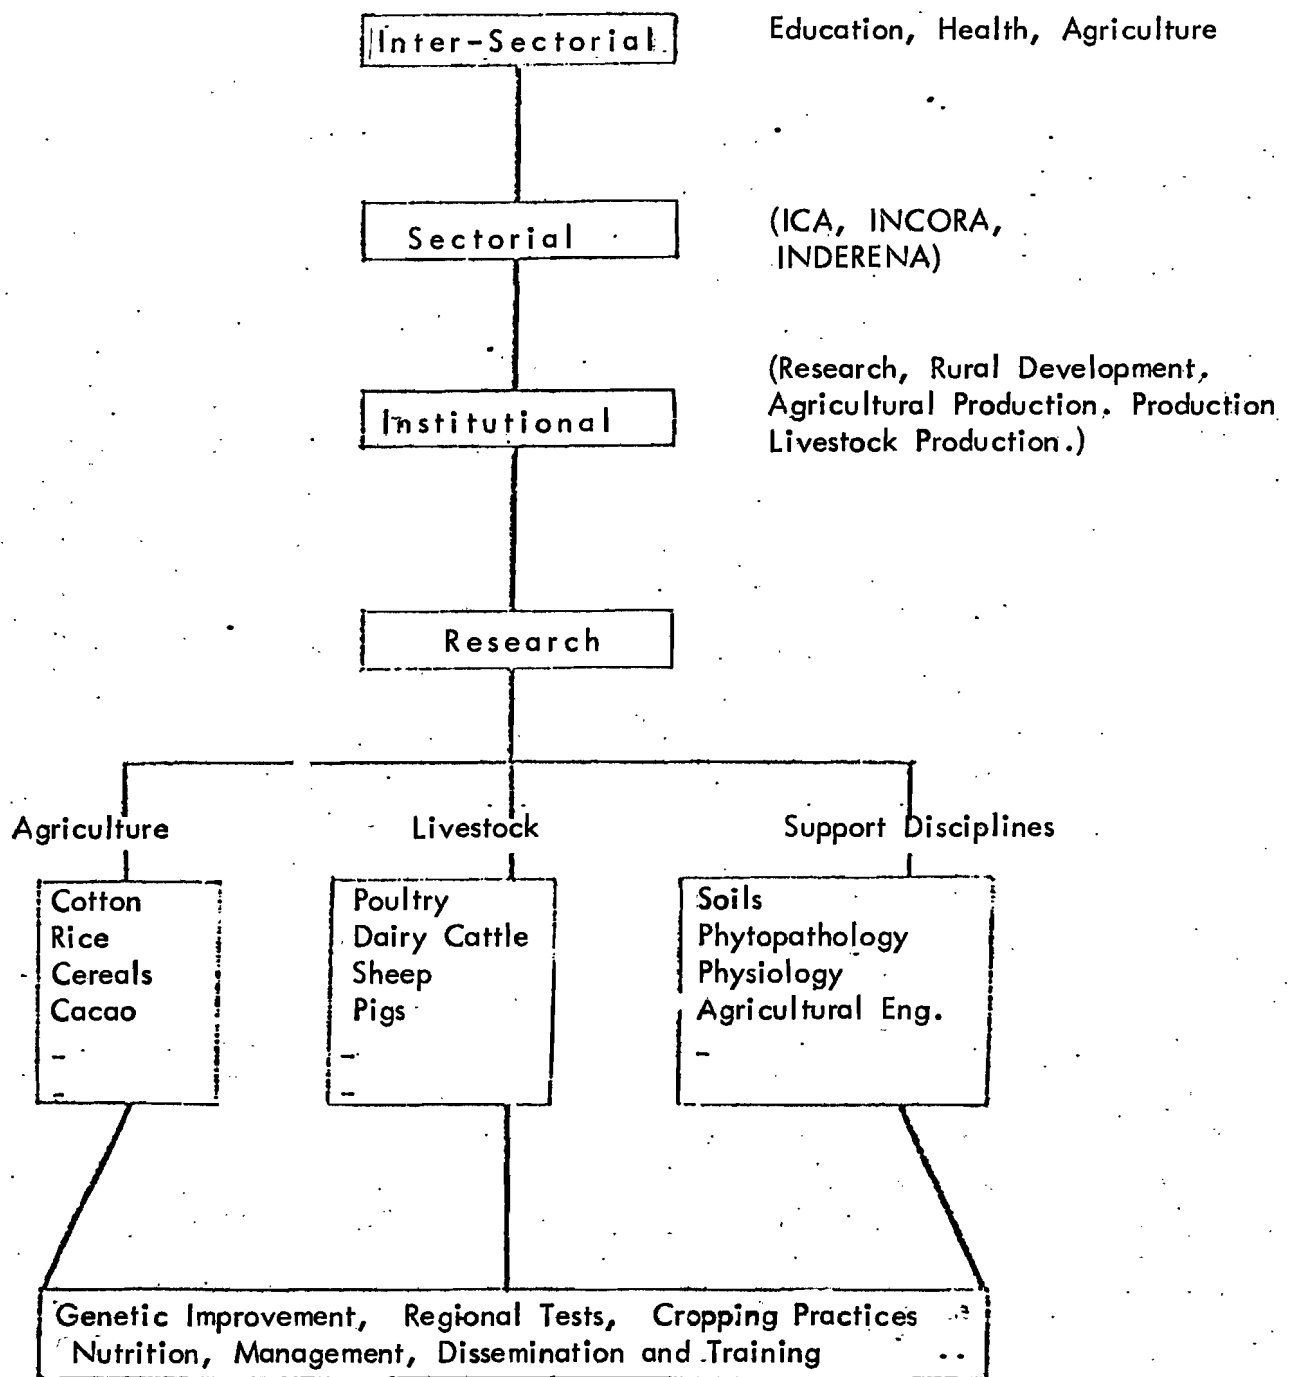 Inter-Sectorial
Education, Health, Agriculture
Sectorial
(ICA, INCORA,
INDERENA)
Institutional
(Research, Rural Development,
Agricultural Production. Production
Livestock Production.)
Research
Agriculture
Livestock
Support Disciplines
Cotton
Rice
Cereals
Cacao
-
-
Poultry
Dairy Cattle
Sheep
Pigs
-
-
Soils
Phytopathology
Physiology
Agricultural Eng.
-
Genetic Improvement, Regional Tests, Cropping Practices
Nutrition, Management, Dissemination and Training